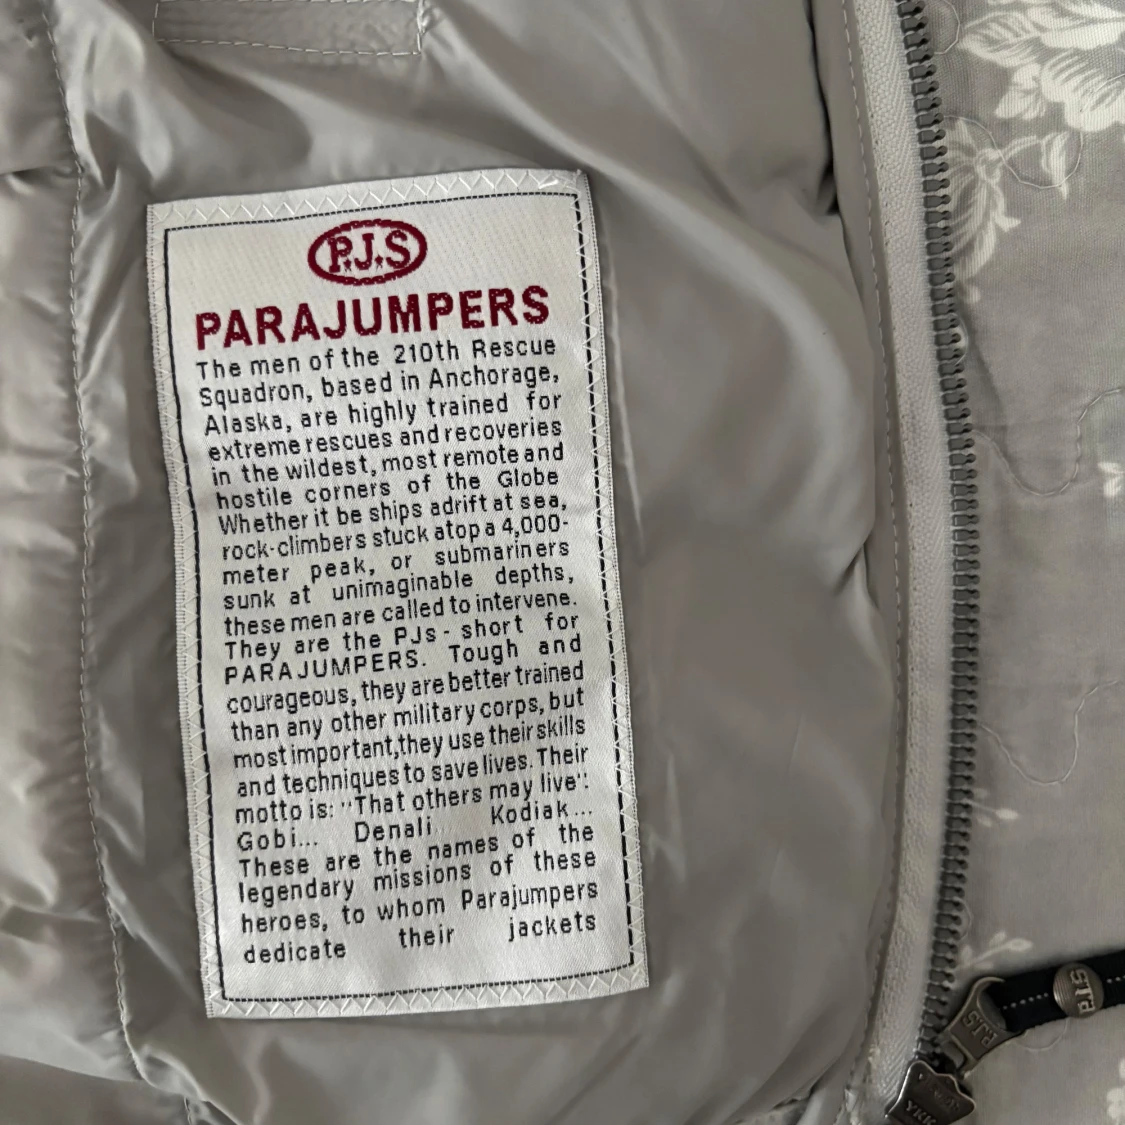 P.J.S
PARAJUMPERS
The men of the 210th Rescue
Squadron, based in Anchorage,
Alaska, are highly trained for
extreme rescues and recoveries
in the wildest, most remote and
hostile corners of the Globe
Whether it be ships adrift at sea,
rock-climbers stuck atop a 4,000-
meter peak, or submariners
sunk at unimaginable depths,
these men are called to intervene.
They are the PJs - short for
PARAJUMPERS. Tough and
courageous, they are better trained
than any other military corps, but
most important,they use their skills
and techniques to save lives. Their
motto is: "That others may live".
Gobi... Denali... Kodiak...
These are the names of the
legendary missions of these
heroes, to whom Parajumpers
dedicate their jackets
P.J.S